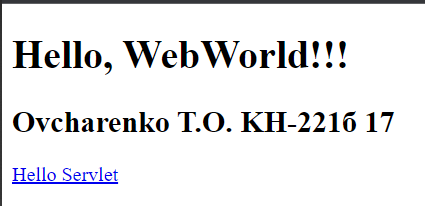 Hello, WebWorld!!!
Ovcharenko T.O. КН-221б 17
Hello Servlet